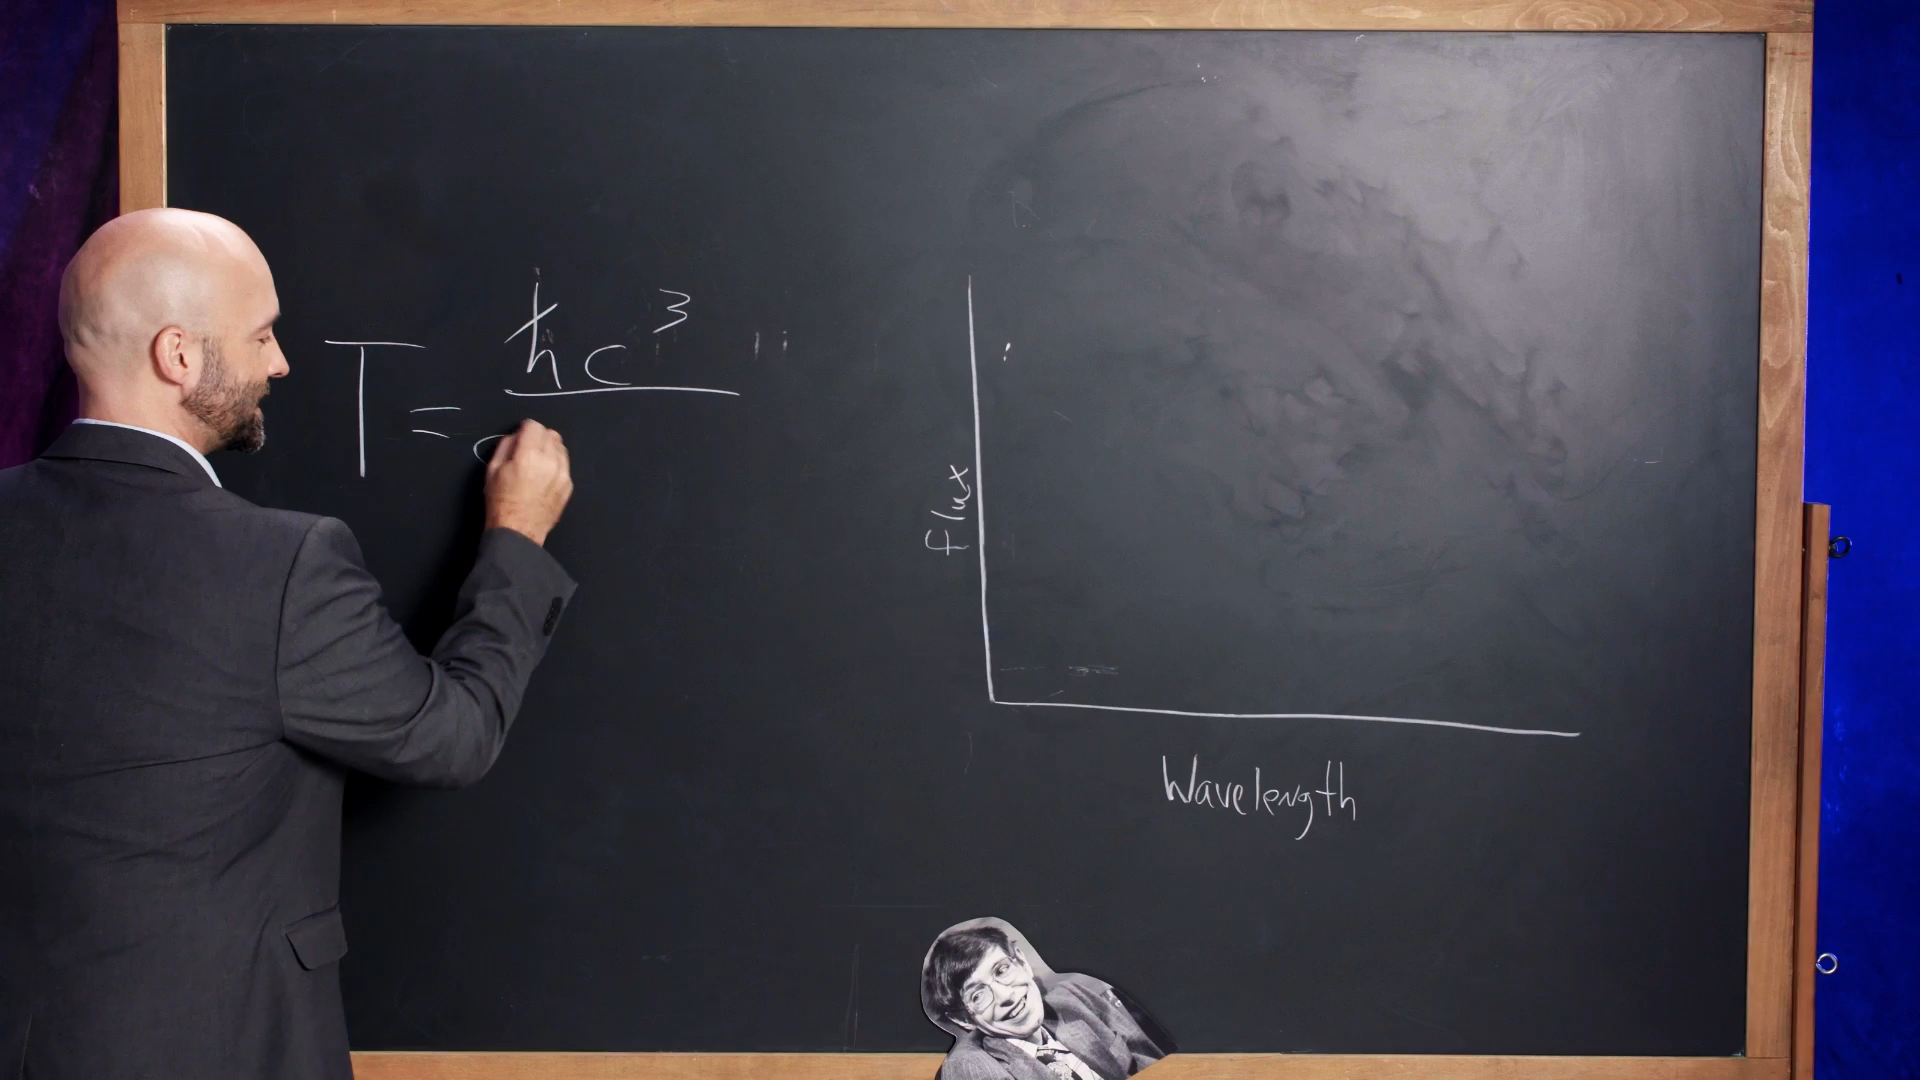 T = ħc³
Flux
Wavelength